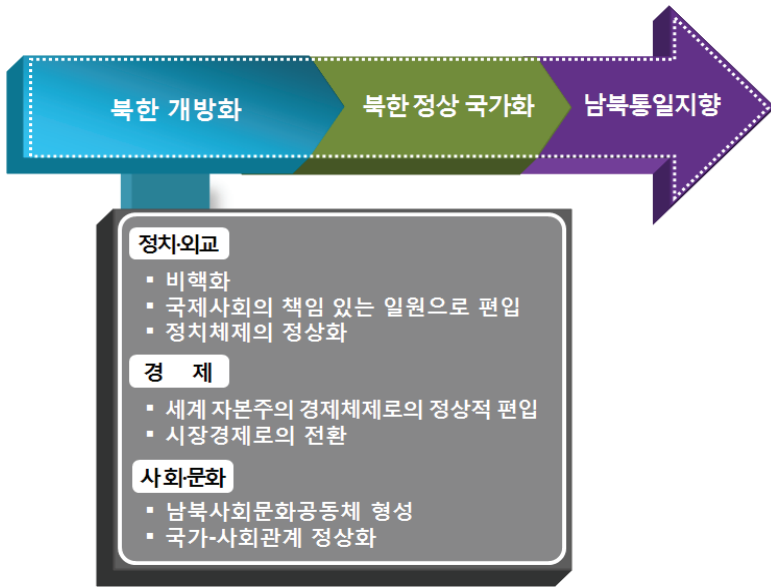 북한 개방화
북한 정상 국가화
남북통일지향
정치·외교
▪ 비핵화
▪ 국제사회의 책임 있는 일원으로 편입
▪ 정치체제의 정상화
경 제
▪ 세계 자본주의 경제체제로의 정상적 편입
▪ 시장경제로의 전환
사회·문화
▪ 남북사회문화공동체 형성
▪ 국가-사회관계 정상화